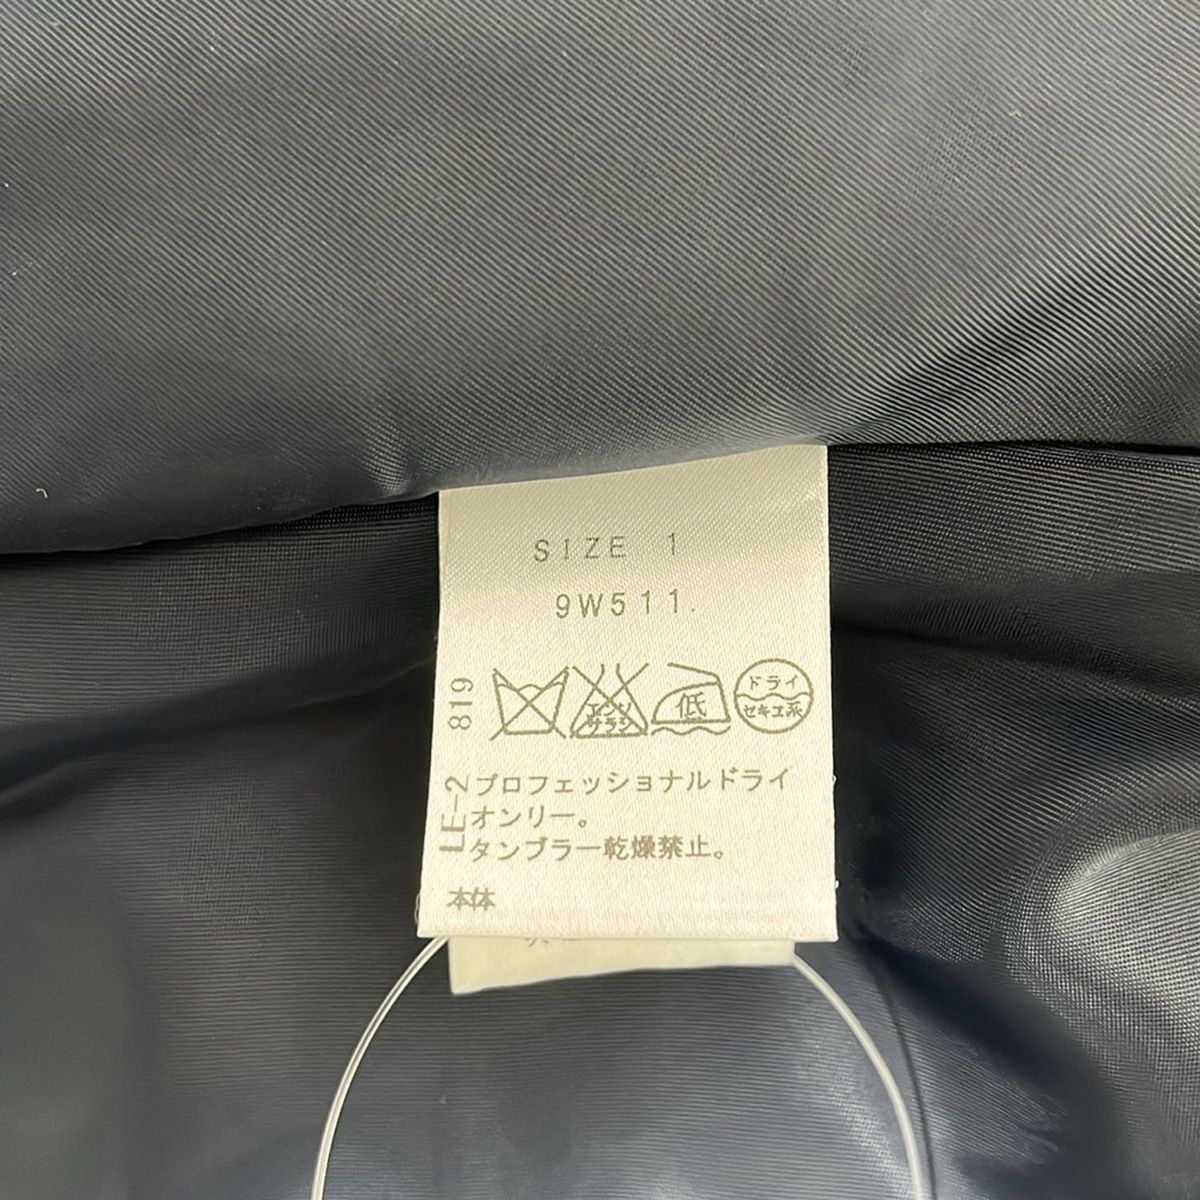 SIZE 1
9W511.
819
エンソ
サラシ
低
ドライ
セキユ系
LE-2
プロフェッショナルドライ
オンリー。
タンブラー乾燥禁止。
本体